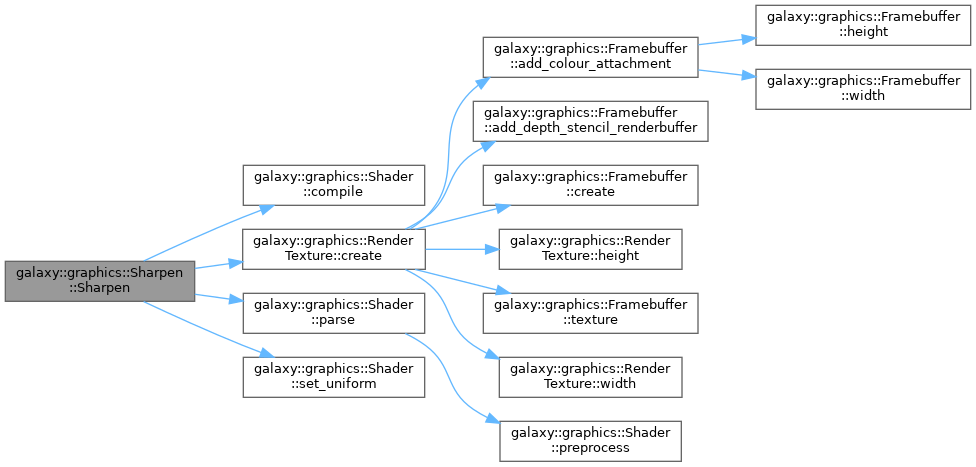 galaxy::graphics::Sharpen
::Sharpen
galaxy::graphics::Shader
::compile
galaxy::graphics::Render
Texture::create
galaxy::graphics::Shader
::parse
galaxy::graphics::Shader
::set_uniform
galaxy::graphics::Framebuffer
::add_colour_attachment
galaxy::graphics::Framebuffer
::add_depth_stencil_renderbuffer
galaxy::graphics::Framebuffer
::create
galaxy::graphics::Render
Texture::height
galaxy::graphics::Framebuffer
::texture
galaxy::graphics::Render
Texture::width
galaxy::graphics::Shader
::preprocess
galaxy::graphics::Framebuffer
::height
galaxy::graphics::Framebuffer
::width